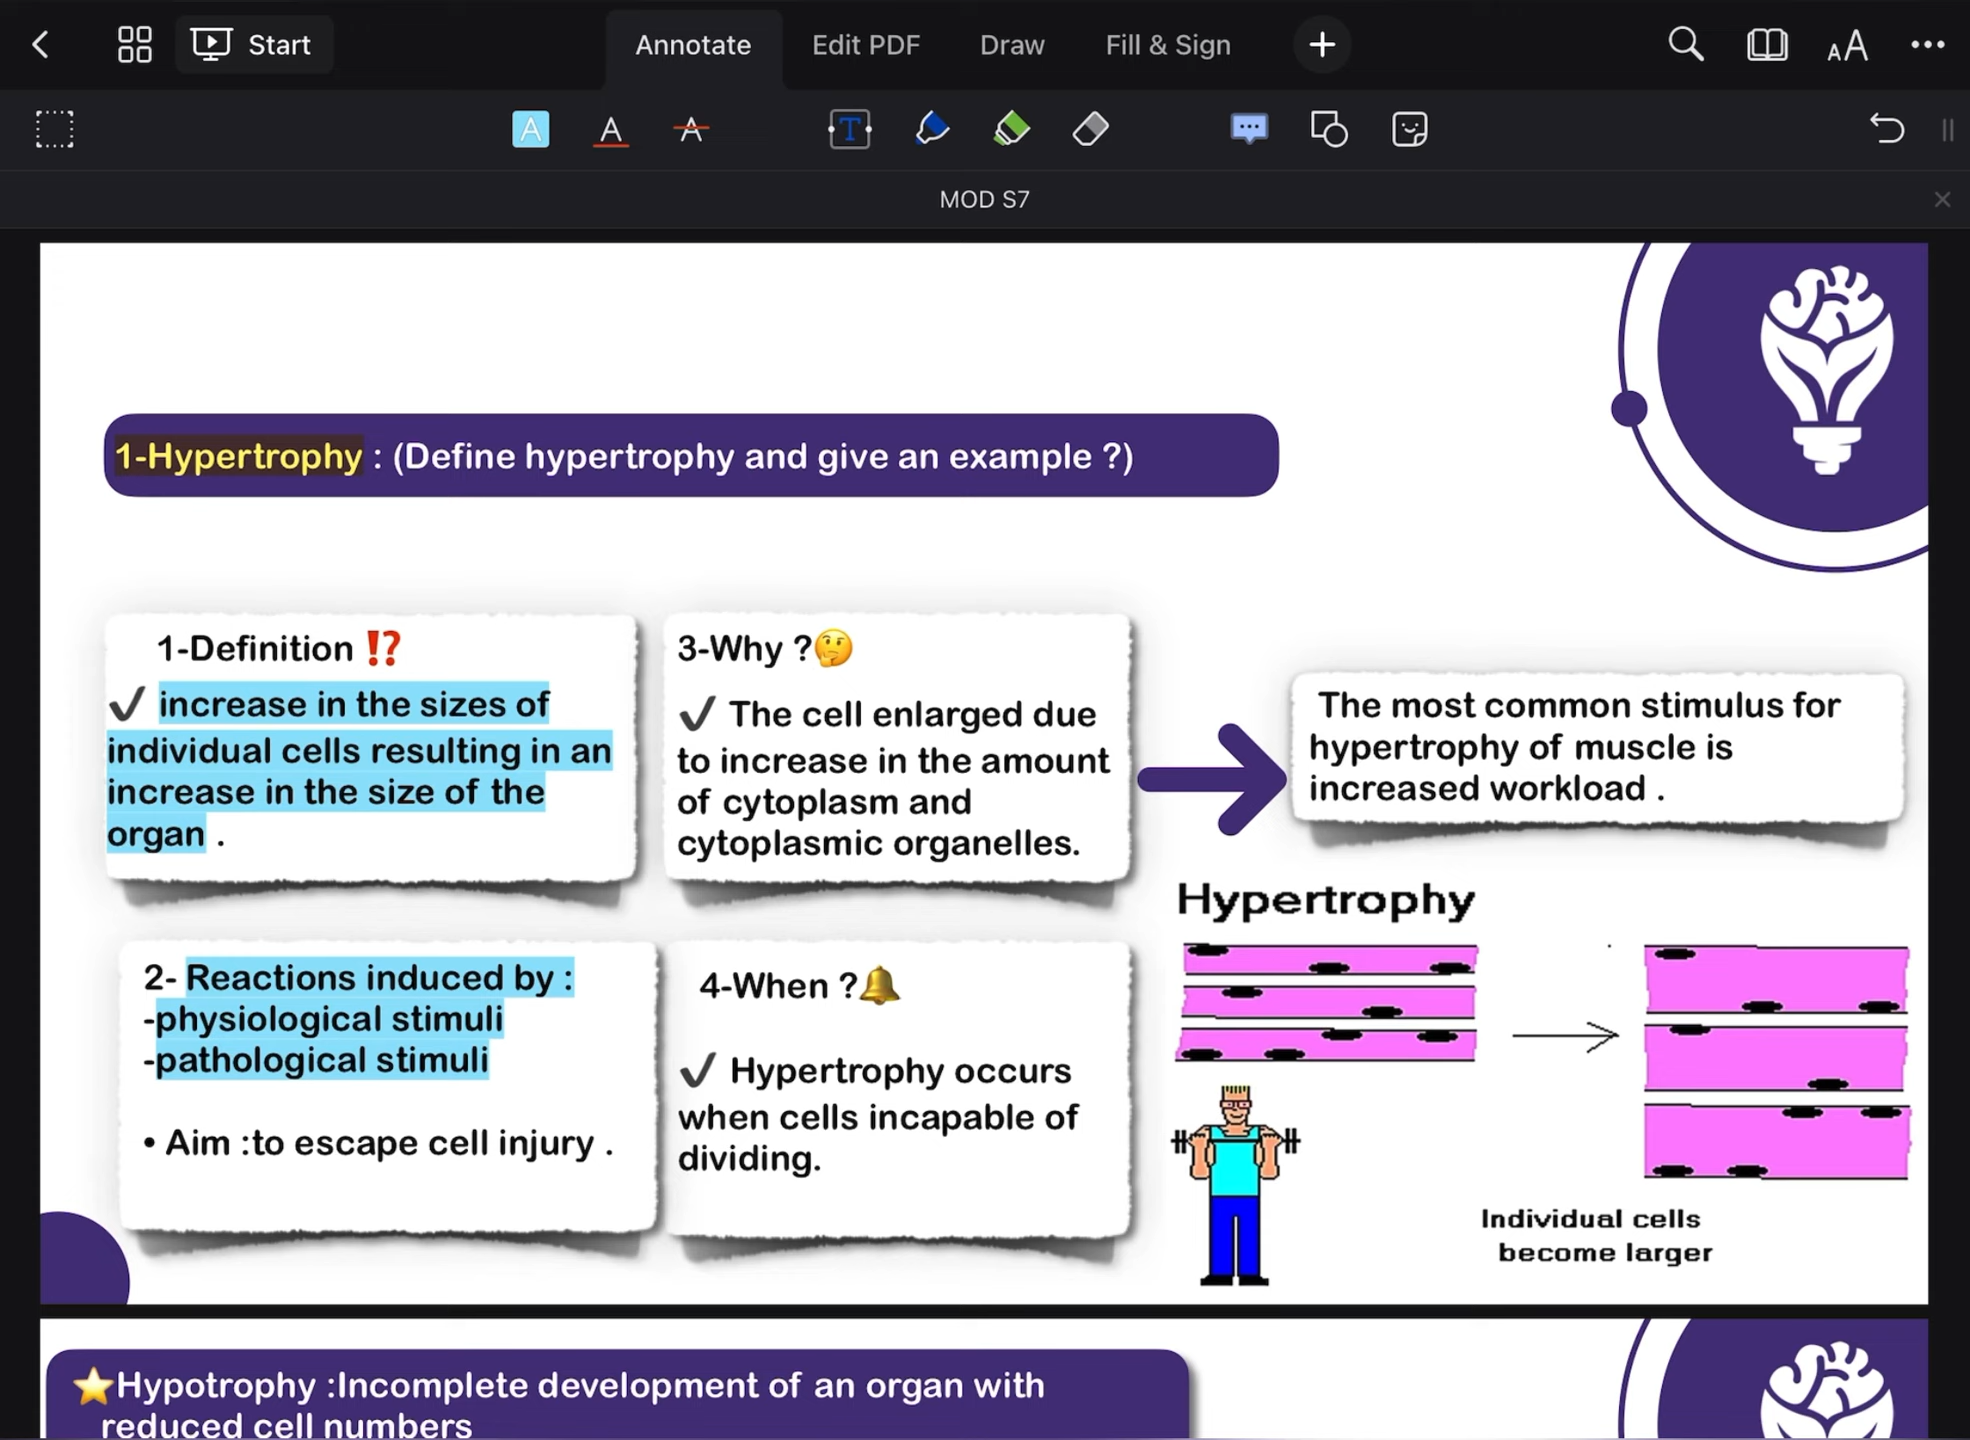 Start
Annotate
Edit PDF
Draw
Fill & Sign
AA
A
A
A
T
MOD S7
1-Hypertrophy : (Define hypertrophy and give an example ?)
1-Definition ⁉️
✔ increase in the sizes of
individual cells resulting in an
increase in the size of the
organ .
3-Why ?🤔
✔ The cell enlarged due
to increase in the amount
of cytoplasm and
cytoplasmic organelles.
The most common stimulus for
hypertrophy of muscle is
increased workload .
2- Reactions induced by :
-physiological stimuli
-pathological stimuli
• Aim :to escape cell injury .
4-When ?🔔
✔ Hypertrophy occurs
when cells incapable of
dividing.
Hypertrophy
Individual cells
become larger
⭐Hypotrophy :Incomplete development of an organ with
reduced cell numbers